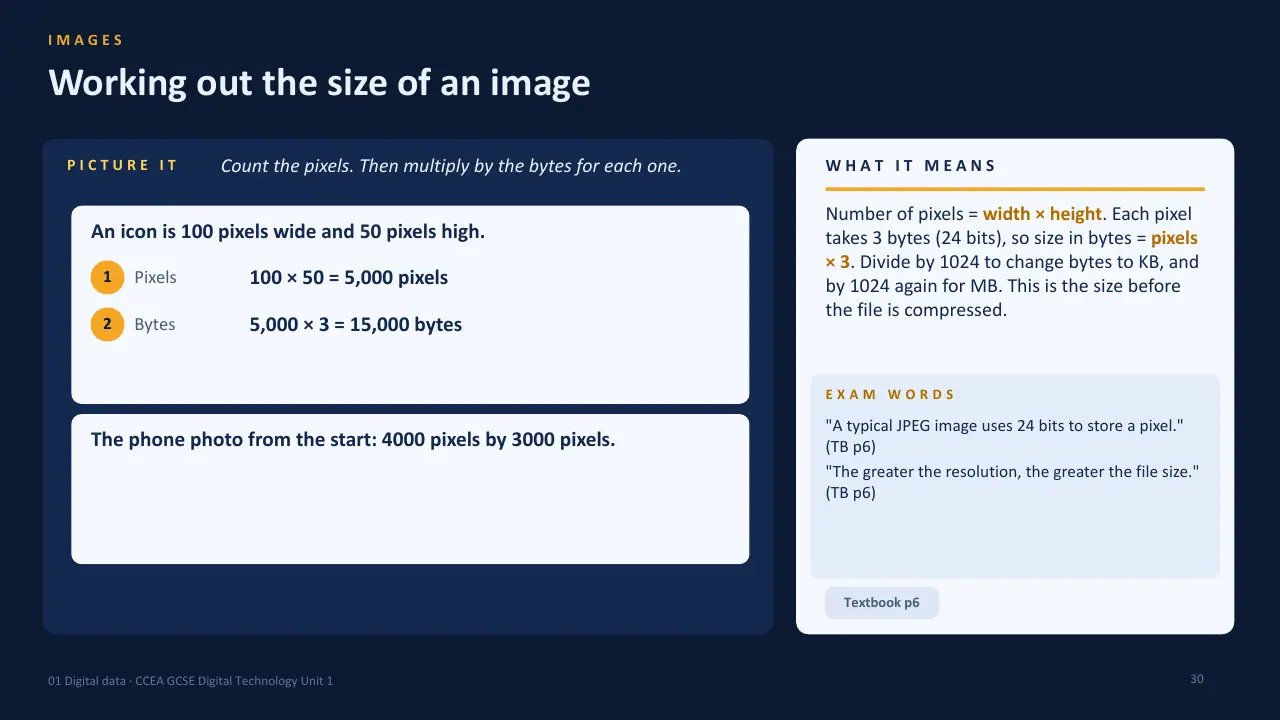 IMAGES
Working out the size of an image
PICTURE IT
Count the pixels. Then multiply by the bytes for each one.
An icon is 100 pixels wide and 50 pixels high.
1 Pixels 100 × 50 = 5,000 pixels
2 Bytes 5,000 × 3 = 15,000 bytes
The phone photo from the start: 4000 pixels by 3000 pixels.
WHAT IT MEANS
Number of pixels = width × height. Each pixel
takes 3 bytes (24 bits), so size in bytes = pixels
× 3. Divide by 1024 to change bytes to KB, and
by 1024 again for MB. This is the size before
the file is compressed.
EXAM WORDS
"A typical JPEG image uses 24 bits to store a pixel."
(TB p6)
"The greater the resolution, the greater the file size."
(TB p6)
Textbook p6
01 Digital data · CCEA GCSE Digital Technology Unit 1
30